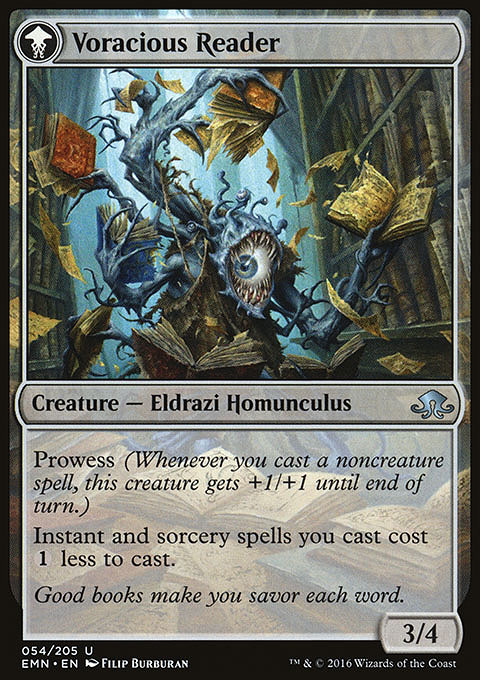 Voracious Reader
Creature — Eldrazi Homunculus
Prowess (Whenever you cast a noncreature
spell, this creature gets +1/+1 until end of
turn.)
Instant and sorcery spells you cast cost
1 less to cast.
Good books make you savor each word.
3/4
054/205 U
EMN • EN Filip Burburan
™ & © 2016 Wizards of the Coast